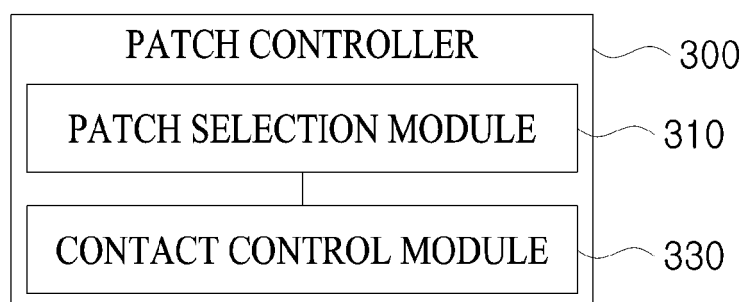 PATCH CONTROLLER
300
PATCH SELECTION MODULE
310
CONTACT CONTROL MODULE
330